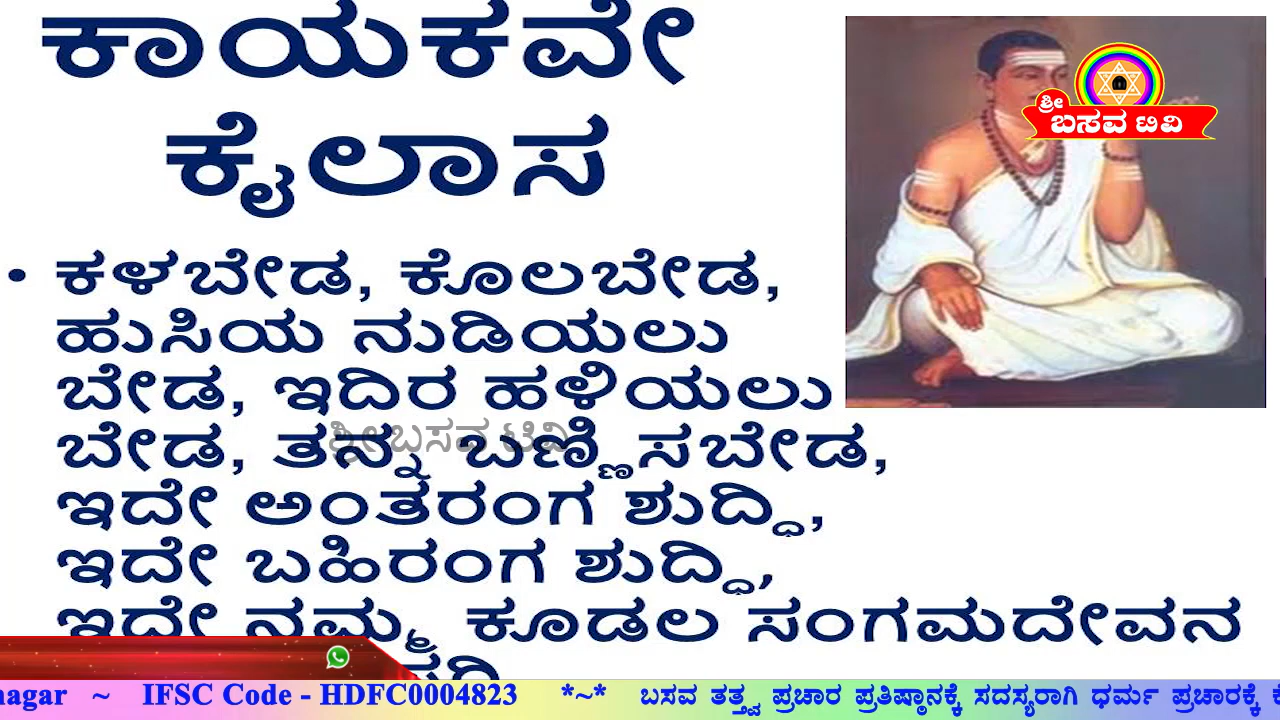 ಕಾಯಕವೇ
ಕೈಲಾಸ
ಶ್ರೀ
ಬಸವ ಟಿವಿ
• ಕಳಬೇಡ, ಕೊಲಬೇಡ,
ಹುಸಿಯ ನುಡಿಯಲು
ಬೇಡ, ಇದಿರ ಹಳಿಯಲು
ಬೇಡ, ತನ್ನ ಬಣ್ಣಿಸಬೇಡ,
ಶ್ರೀ ಬಸವ ಟಿವಿ
ಇದೇ ಅಂತರಂಗ ಶುದ್ಧಿ,
ಇದೇ ಬಹಿರಂಗ ಶುದ್ಧಿ,
ಇದೇ ನಮ್ಮ ಕೂಡಲ ಸಂಗಮದೇವನ
nagar ~ IFSC Code - HDFC0004823 *~* ಬಸವ ತತ್ತ್ವ ಪ್ರಚಾರ ಪ್ರತಿಷ್ಠಾನಕ್ಕೆ ಸದಸ್ಯರಾಗಿ ಧರ್ಮ ಪ್ರಚಾರಕ್ಕೆ